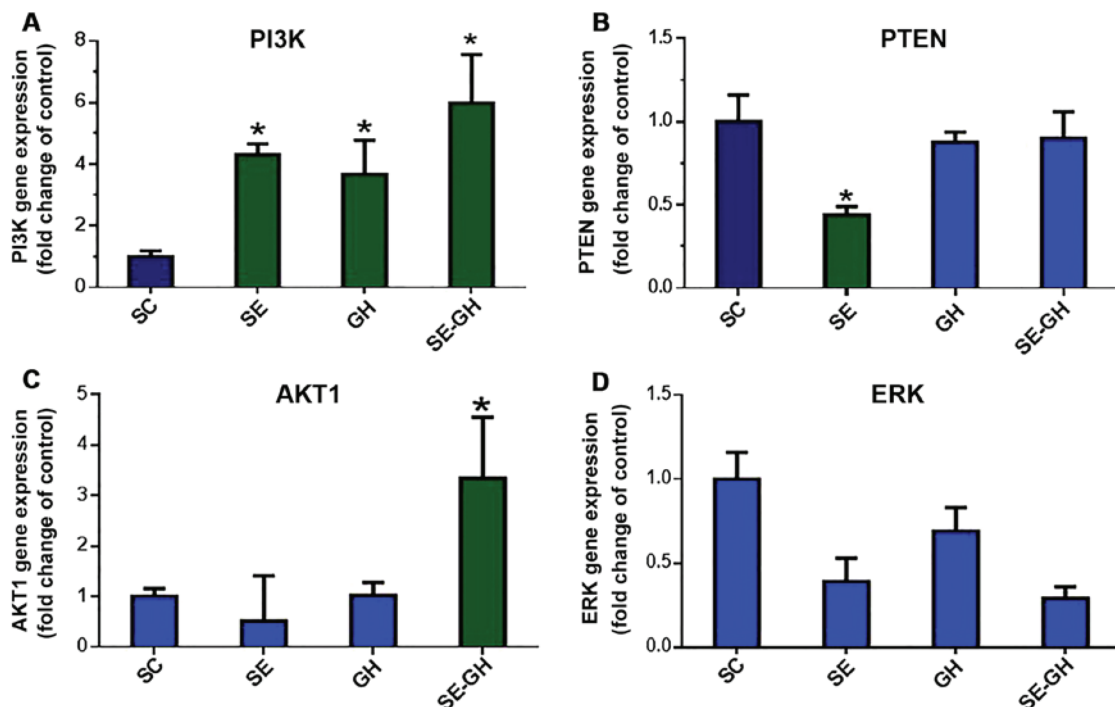 A
PI3K
PI3K gene expression
(fold change of control)
8
6
4
2
0
*
*
*
SC
SE
GH
SE-GH
B
PTEN
PTEN gene expression
(fold change of control)
1.5
1.0
0.5
0.0
*
SC
SE
GH
SE-GH
C
AKT1
AKT1 gene expression
(fold change of control)
5
4
3
2
1
0
*
SC
SE
GH
SE-GH
D
ERK
ERK gene expression
(fold change of control)
1.5
1.0
0.5
0.0
SC
SE
GH
SE-GH